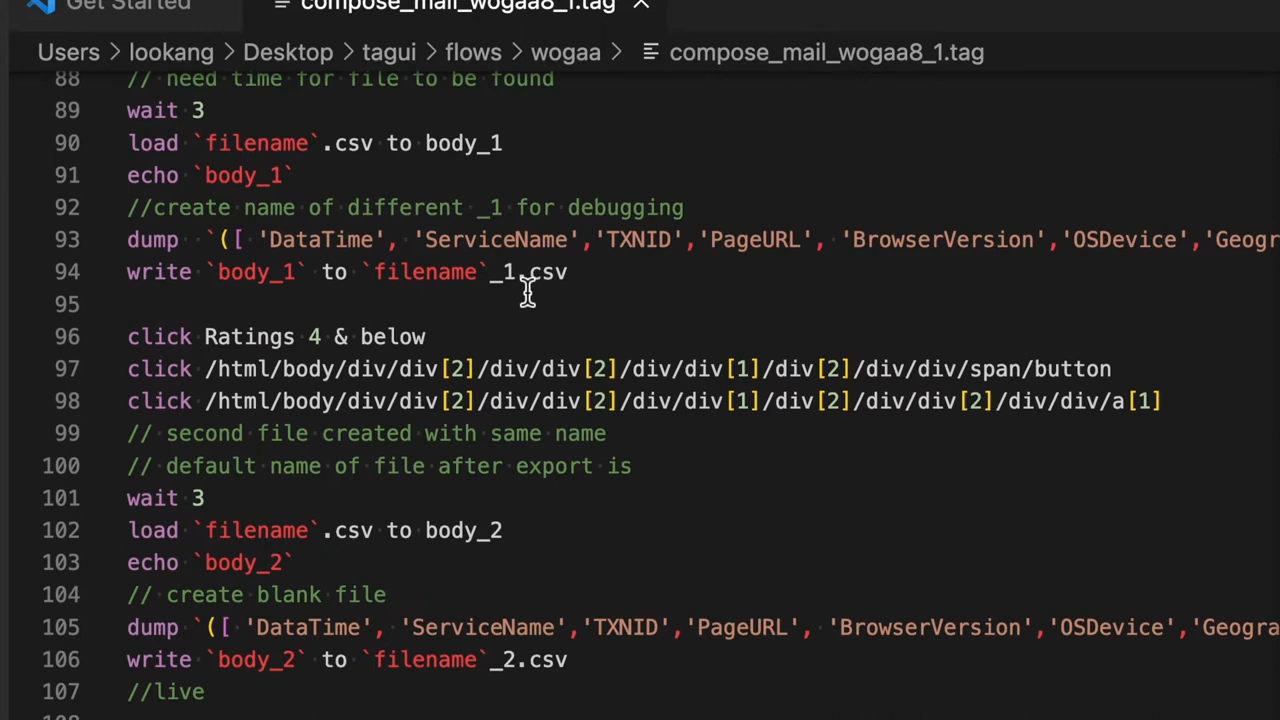 Get Started compose_mail_wogaa8_1.tag
Users > lookang > Desktop > tagui > flows > wogaa > compose_mail_wogaa8_1.tag
88 // need time for file to be found
89 wait 3
90 load `filename`.csv to body_1
91 echo `body_1`
92 //create name of different _1 for debugging
93 dump `([ 'DataTime', 'ServiceName','TXNID','PageURL', 'BrowserVersion','OSDevice','Geogr
94 write `body_1` to `filename`_1.csv
95
96 click Ratings 4 & below
97 click /html/body/div/div[2]/div/div[2]/div/div[1]/div[2]/div/div/span/button
98 click /html/body/div/div[2]/div/div[2]/div/div[1]/div[2]/div/div[2]/div/div/a[1]
99 // second file created with same name
100 // default name of file after export is
101 wait 3
102 load `filename`.csv to body_2
103 echo `body_2`
104 // create blank file
105 dump `([ 'DataTime', 'ServiceName','TXNID','PageURL', 'BrowserVersion','OSDevice','Geogra
106 write `body_2` to `filename`_2.csv
107 //live